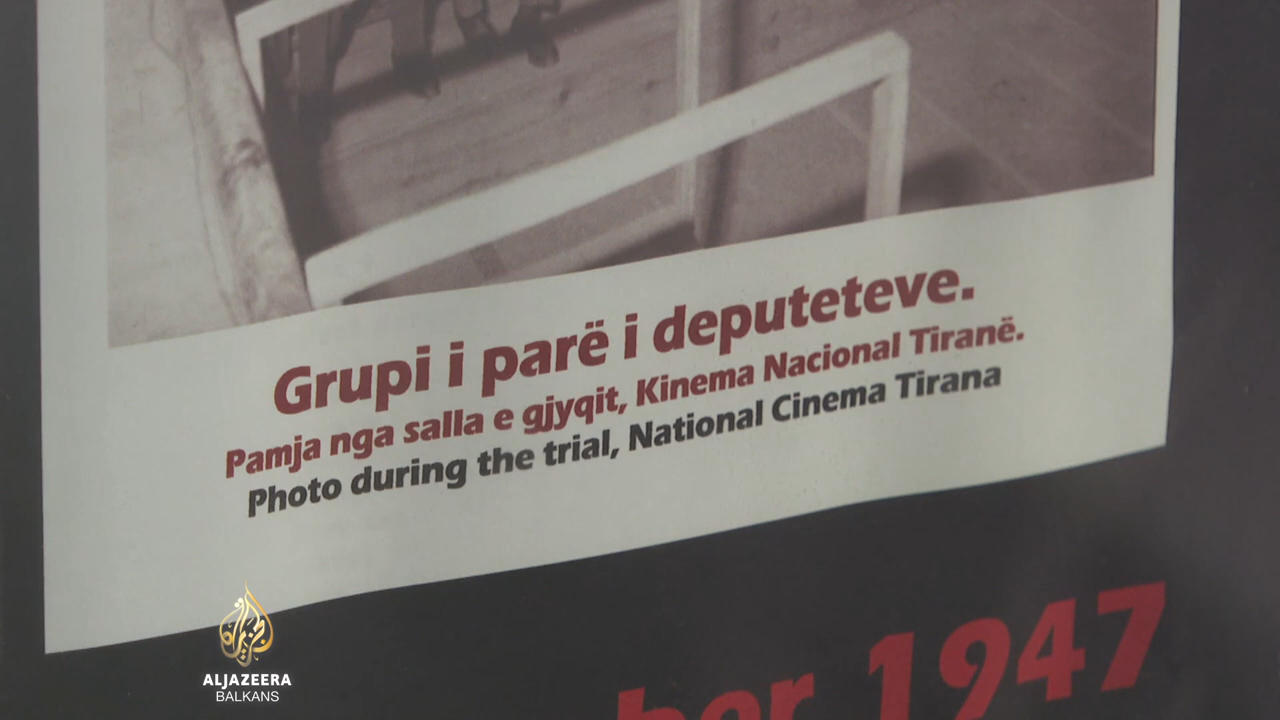 Grupi i parë i deputeteve.
Pamja nga salla e gjyqit, Kinema Nacional Tiranë.
Photo during the trial, National Cinema Tirana
1947
ALJAZEERA
BALKANS